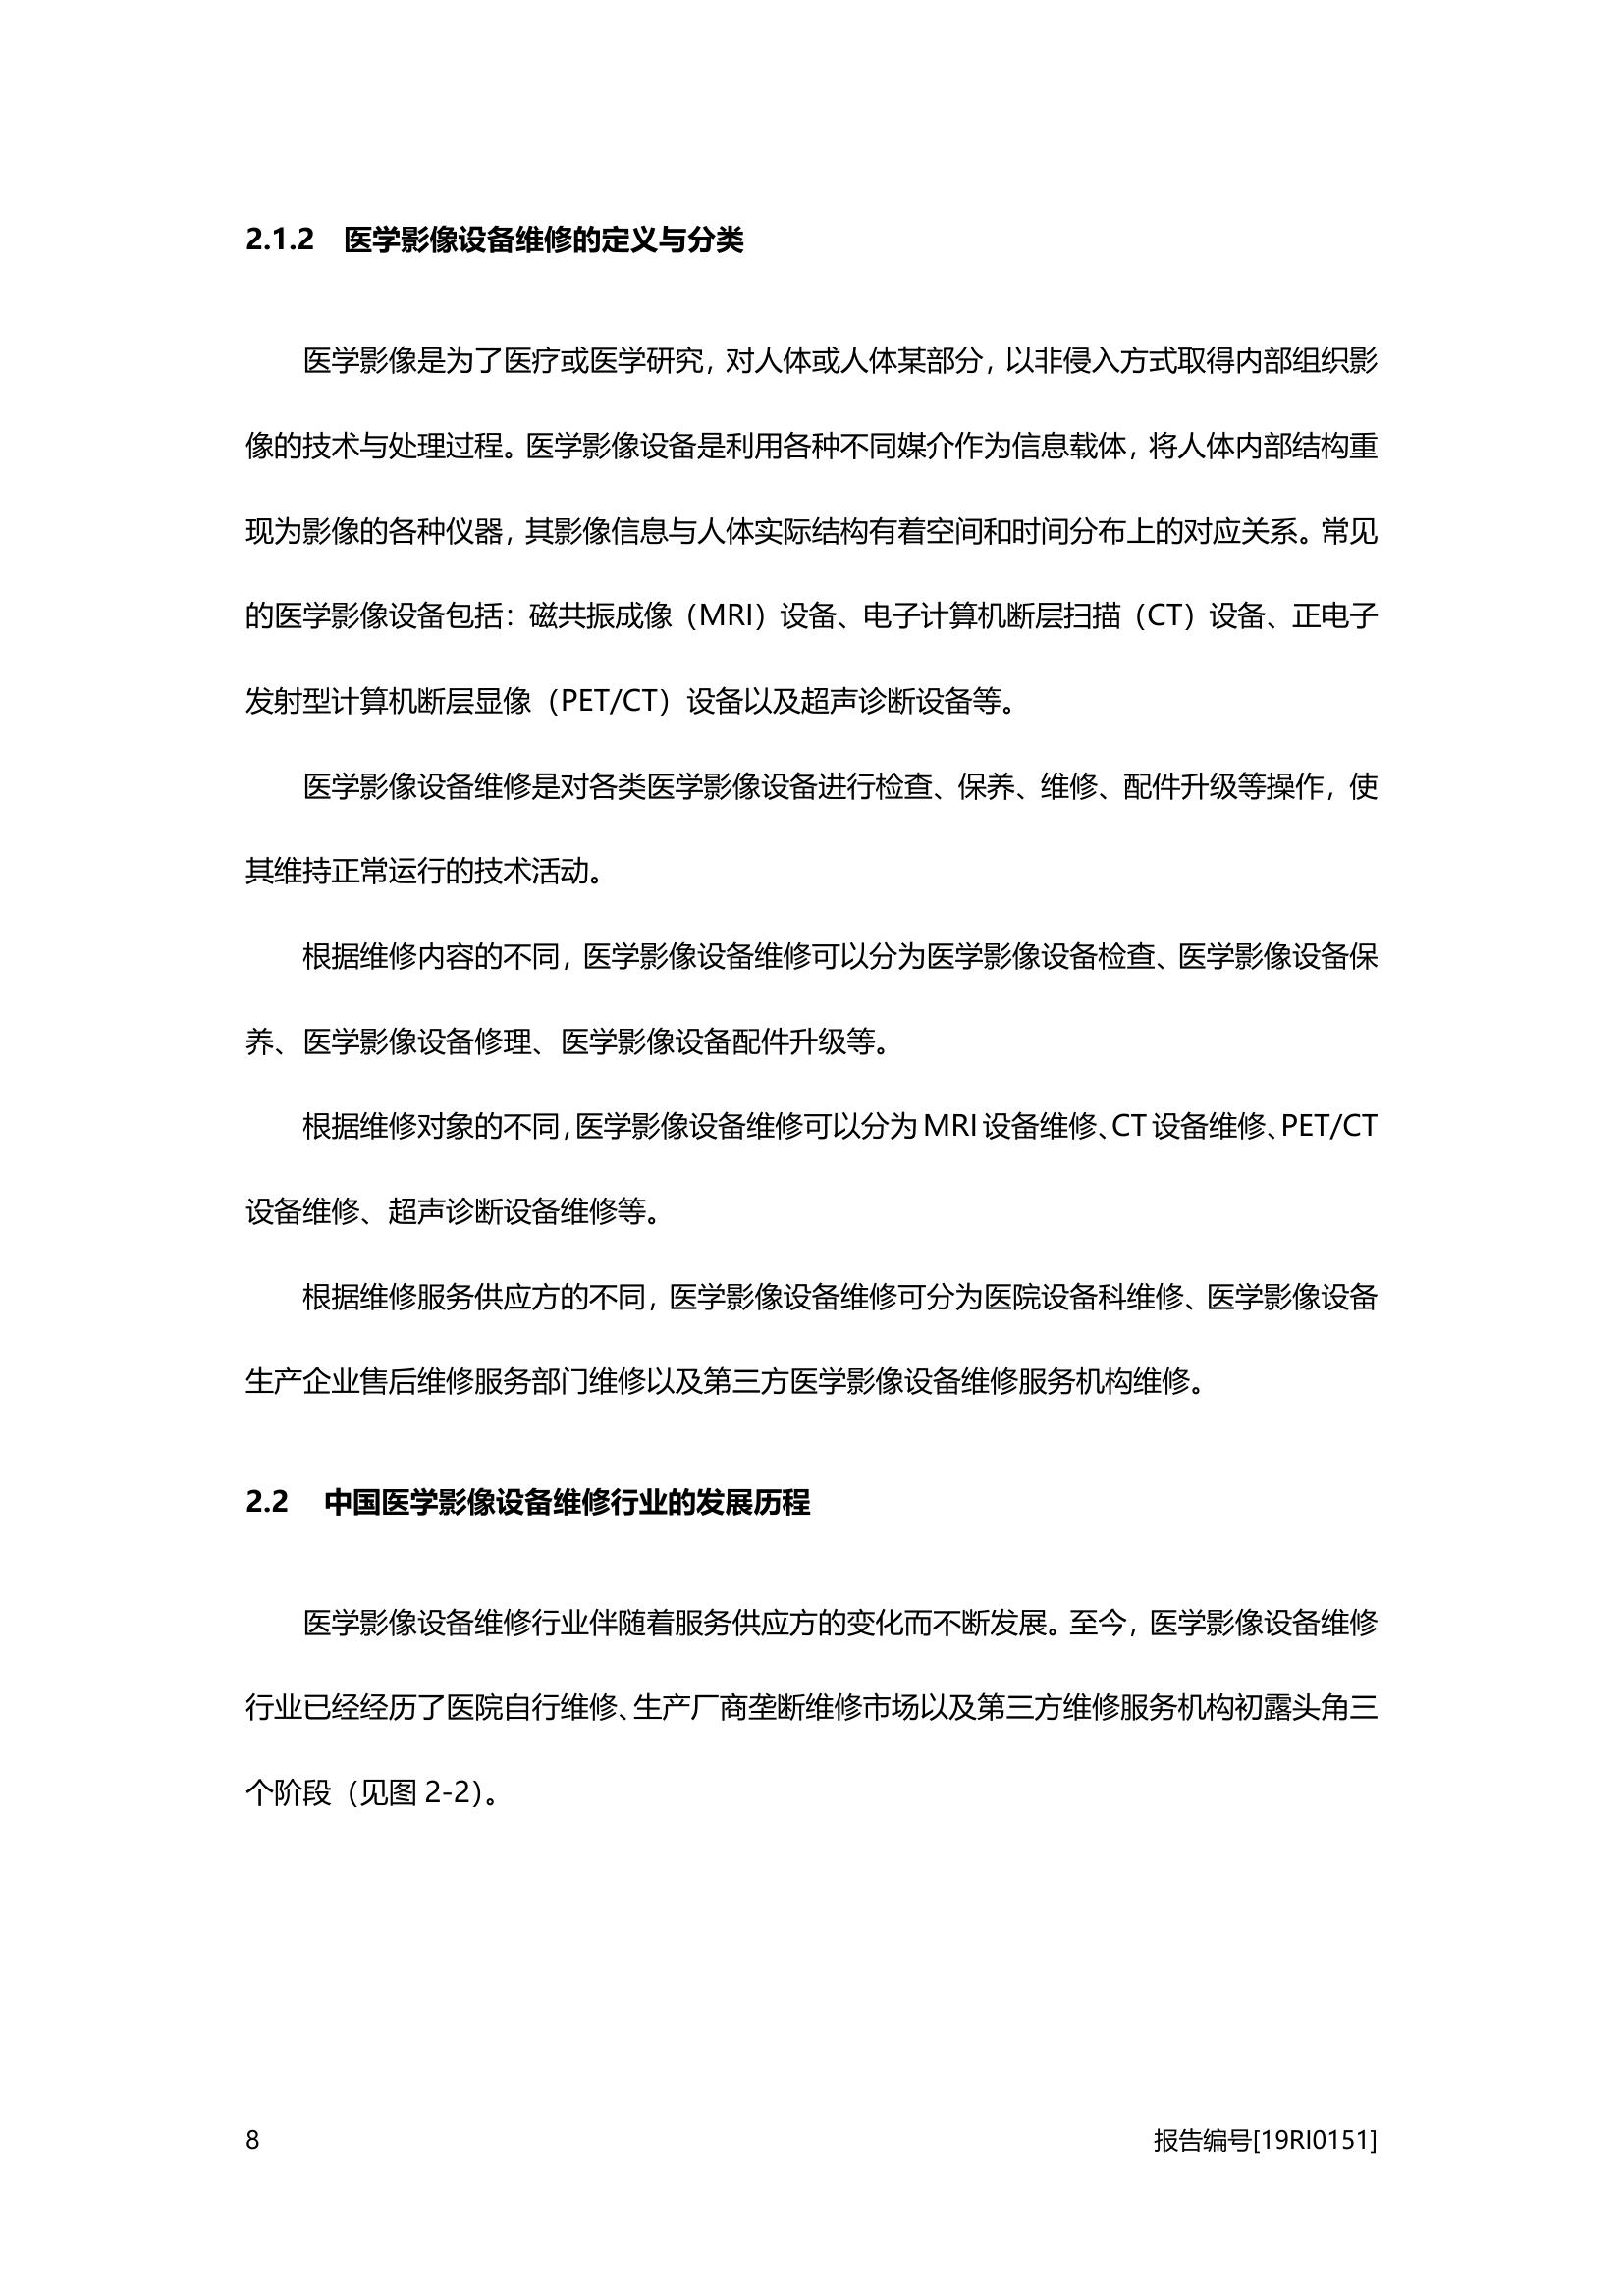 2.1.2 医学影像设备维修的定义与分类
医学影像是为了医疗或医学研究，对人体或人体某部分，以非侵入方式取得内部组织影
像的技术与处理过程。医学影像设备是利用各种不同媒介作为信息载体，将人体内部结构重
现为影像的各种仪器，其影像信息与人体实际结构有着空间和时间分布上的对应关系。常见
的医学影像设备包括：磁共振成像（MRI）设备、电子计算机断层扫描（CT）设备、正电子
发射型计算机断层显像（PET/CT）设备以及超声诊断设备等。
医学影像设备维修是对各类医学影像设备进行检查、保养、维修、配件升级等操作，使
其维持正常运行的技术活动。
根据维修内容的不同，医学影像设备维修可以分为医学影像设备检查、医学影像设备保
养、医学影像设备修理、医学影像设备配件升级等。
根据维修对象的不同，医学影像设备维修可以分为 MRI 设备维修、CT 设备维修、PET/CT
设备维修、超声诊断设备维修等。
根据维修服务供应方的不同，医学影像设备维修可分为医院设备科维修、医学影像设备
生产企业售后维修服务部门维修以及第三方医学影像设备维修服务机构维修。
2.2 中国医学影像设备维修行业的发展历程
医学影像设备维修行业伴随着服务供应方的变化而不断发展。至今，医学影像设备维修
行业已经经历了医院自行维修、生产厂商垄断维修市场以及第三方维修服务机构初露头角三
个阶段（见图 2-2）。
8 报告编号[19RI0151]